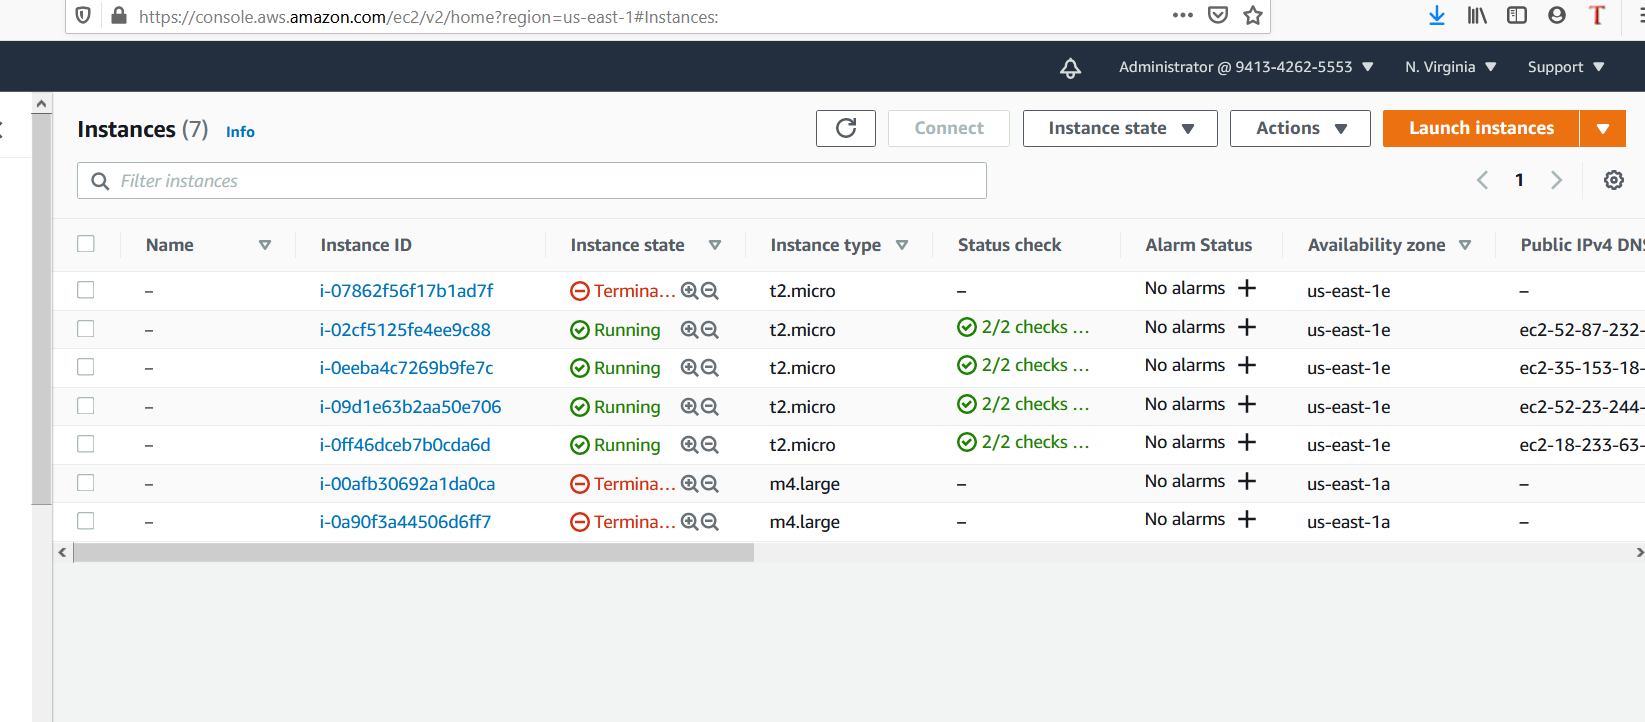 https://console.aws.amazon.com/ec2/v2/home?region=us-east-1#Instances:
Administrator @ 9413-4262-5553 N. Virginia Support
Instances (7) Info Connect Instance state Actions Launch instances
Filter instances 1
Name Instance ID Instance state Instance type Status check Alarm Status Availability zone Public IPv4 DNS
– i-07862f56f17b1ad7f Termina... t2.micro – No alarms + us-east-1e –
– i-02cf5125fe4ee9c88 Running t2.micro 2/2 checks ... No alarms + us-east-1e ec2-52-87-232-
– i-0eeba4c7269b9fe7c Running t2.micro 2/2 checks ... No alarms + us-east-1e ec2-35-153-18-
– i-09d1e63b2aa50e706 Running t2.micro 2/2 checks ... No alarms + us-east-1e ec2-52-23-244-
– i-0ff46dceb7b0cda6d Running t2.micro 2/2 checks ... No alarms + us-east-1e ec2-18-233-63-
– i-00afb30692a1da0ca Termina... m4.large – No alarms + us-east-1a –
– i-0a90f3a44506d6ff7 Termina... m4.large – No alarms + us-east-1a –